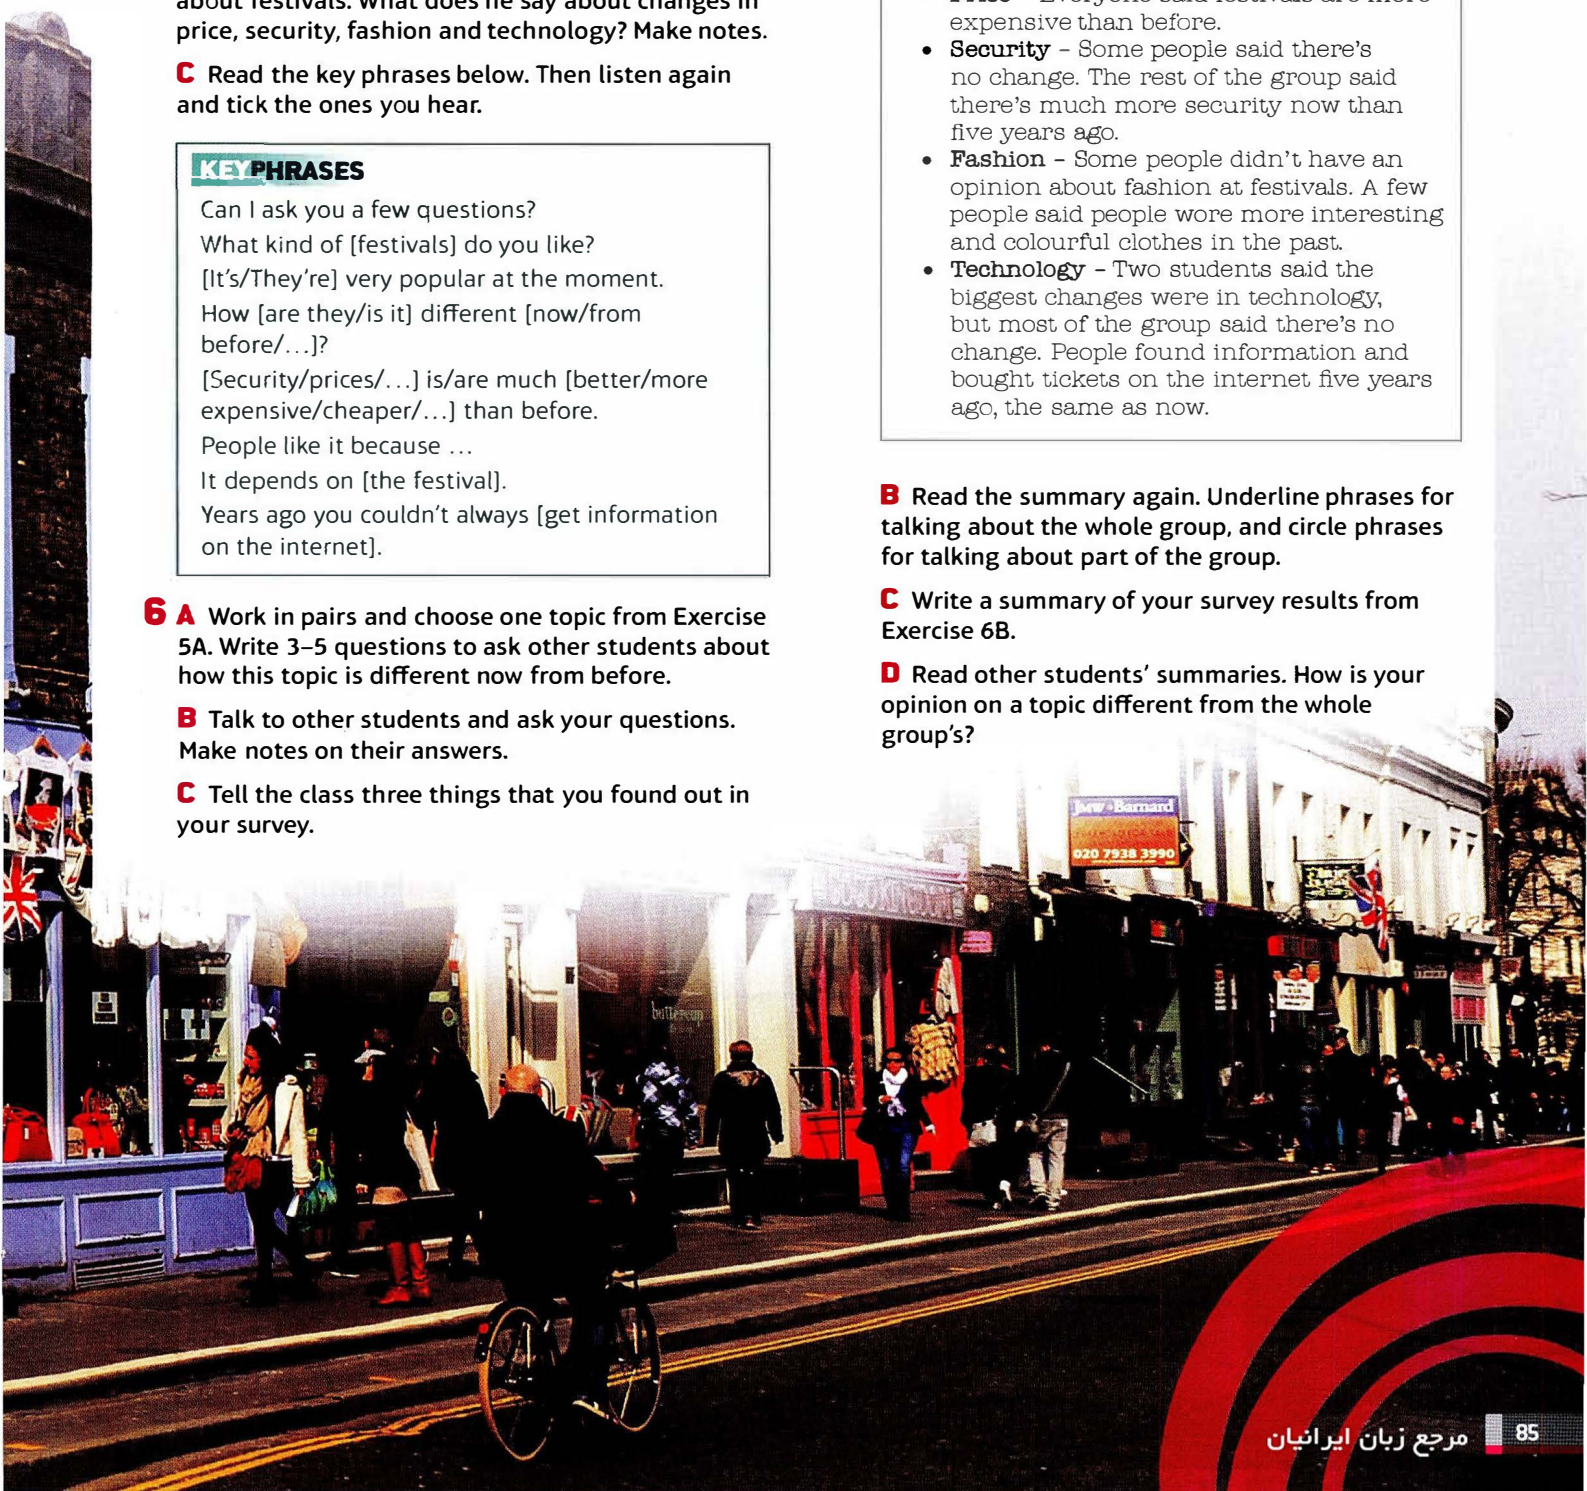 price, security, fashion and technology? Make notes.
C Read the key phrases below. Then listen again
and tick the ones you hear.
KEYPHRASES
Can I ask you a few questions?
What kind of [festivals] do you like?
[It's/They're] very popular at the moment.
How [are they/is it] different [now/from
before/...]?
[Security/prices/...] is/are much [better/more
expensive/cheaper/...] than before.
People like it because ...
It depends on [the festival].
Years ago you couldn't always [get information
on the internet].
6 A Work in pairs and choose one topic from Exercise
5A. Write 3–5 questions to ask other students about
how this topic is different now from before.
B Talk to other students and ask your questions.
Make notes on their answers.
C Tell the class three things that you found out in
your survey.
expensive than before.
• Security – Some people said there's
no change. The rest of the group said
there's much more security now than
five years ago.
• Fashion – Some people didn't have an
opinion about fashion at festivals. A few
people said people wore more interesting
and colourful clothes in the past.
• Technology – Two students said the
biggest changes were in technology,
but most of the group said there's no
change. People found information and
bought tickets on the internet five years
ago, the same as now.
B Read the summary again. Underline phrases for
talking about the whole group, and circle phrases
for talking about part of the group.
C Write a summary of your survey results from
Exercise 6B.
D Read other students' summaries. How is your
opinion on a topic different from the whole
group's?
Barnard
020 7938 3990
buttercup
مرجع زبان ایرانیان
85